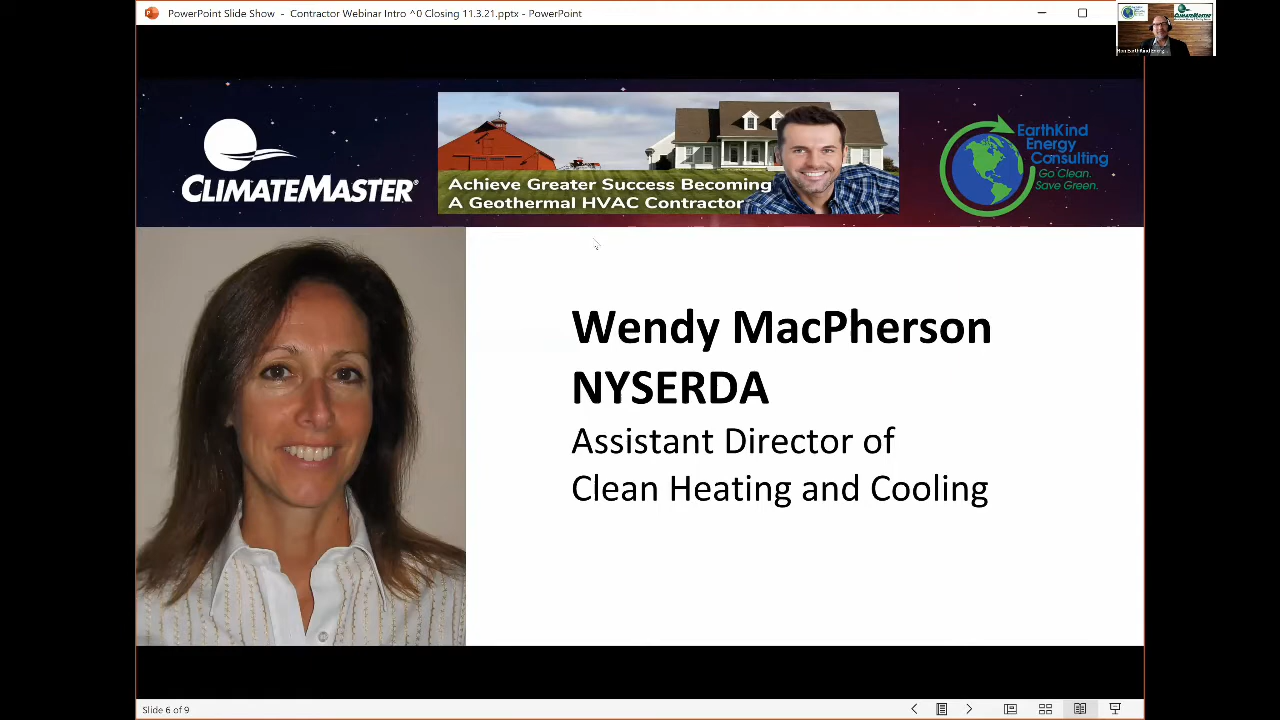 PowerPoint Slide Show - Contractor Webinar Intro ^0 Closing 11.3.21.pptx - PowerPoint
CLIMATEMASTER®
Achieve Greater Success Becoming
A Geothermal HVAC Contractor
EarthKind
Energy
Consulting
Go Clean.
Save Green.
Wendy MacPherson
NYSERDA
Assistant Director of
Clean Heating and Cooling
Slide 6 of 9